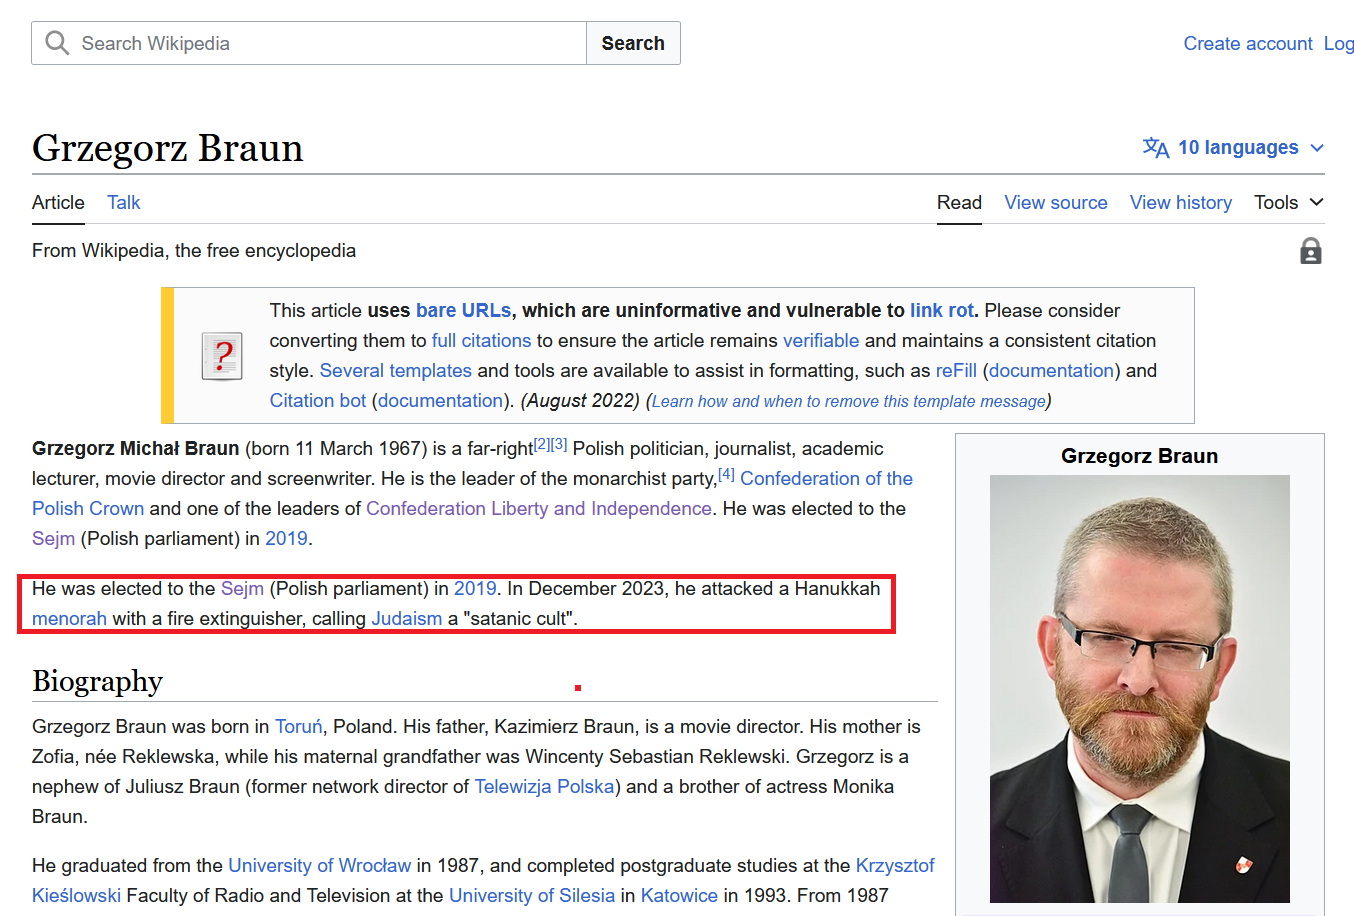 Search Wikipedia
Search
Create account Log
Grzegorz Braun
10 languages
Article Talk
Read View source View history Tools
From Wikipedia, the free encyclopedia
This article uses bare URLs, which are uninformative and vulnerable to link rot. Please consider
converting them to full citations to ensure the article remains verifiable and maintains a consistent citation
style. Several templates and tools are available to assist in formatting, such as reFill (documentation) and
Citation bot (documentation). (August 2022) (Learn how and when to remove this template message)
Grzegorz Michał Braun (born 11 March 1967) is a far-right[2][3] Polish politician, journalist, academic
lecturer, movie director and screenwriter. He is the leader of the monarchist party,[4] Confederation of the
Polish Crown and one of the leaders of Confederation Liberty and Independence. He was elected to the
Sejm (Polish parliament) in 2019.
He was elected to the Sejm (Polish parliament) in 2019. In December 2023, he attacked a Hanukkah
menorah with a fire extinguisher, calling Judaism a "satanic cult".
Grzegorz Braun
Biography
Grzegorz Braun was born in Toruń, Poland. His father, Kazimierz Braun, is a movie director. His mother is
Zofia, née Reklewska, while his maternal grandfather was Wincenty Sebastian Reklewski. Grzegorz is a
nephew of Juliusz Braun (former network director of Telewizja Polska) and a brother of actress Monika
Braun.
He graduated from the University of Wrocław in 1987, and completed postgraduate studies at the Krzysztof
Kieślowski Faculty of Radio and Television at the University of Silesia in Katowice in 1993. From 1987